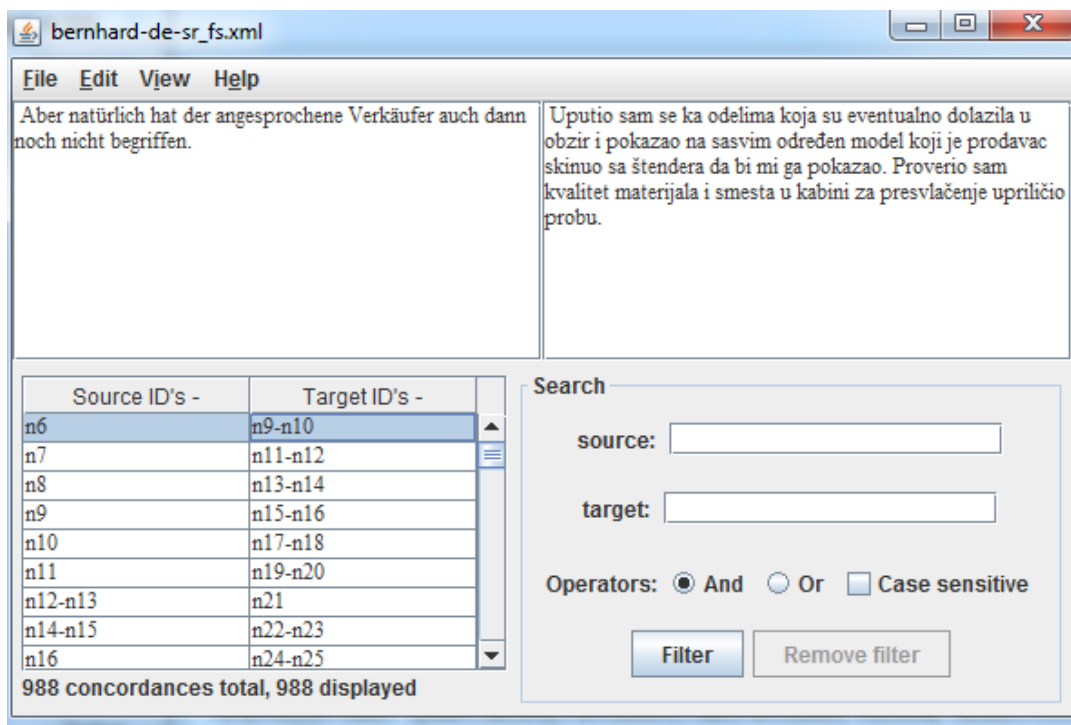 bernhard-de-sr_fs.xml
File Edit View Help
Aber natürlich hat der angesprochene Verkäufer auch dann
noch nicht begriffen.
Uputio sam se ka odelima koja su eventualno dolazila u
obzir i pokazao na sasvim određen model koji je prodavac
skinuo sa štendera da bi mi ga pokazao. Proverio sam
kvalitet materijala i smesta u kabini za presvlačenje upriličio
probu.
Source ID's - Target ID's -
n6 n9-n10
n7 n11-n12
n8 n13-n14
n9 n15-n16
n10 n17-n18
n11 n19-n20
n12-n13 n21
n14-n15 n22-n23
n16 n24-n25
988 concordances total, 988 displayed
Search
source:
target:
Operators: And Or Case sensitive
Filter Remove filter